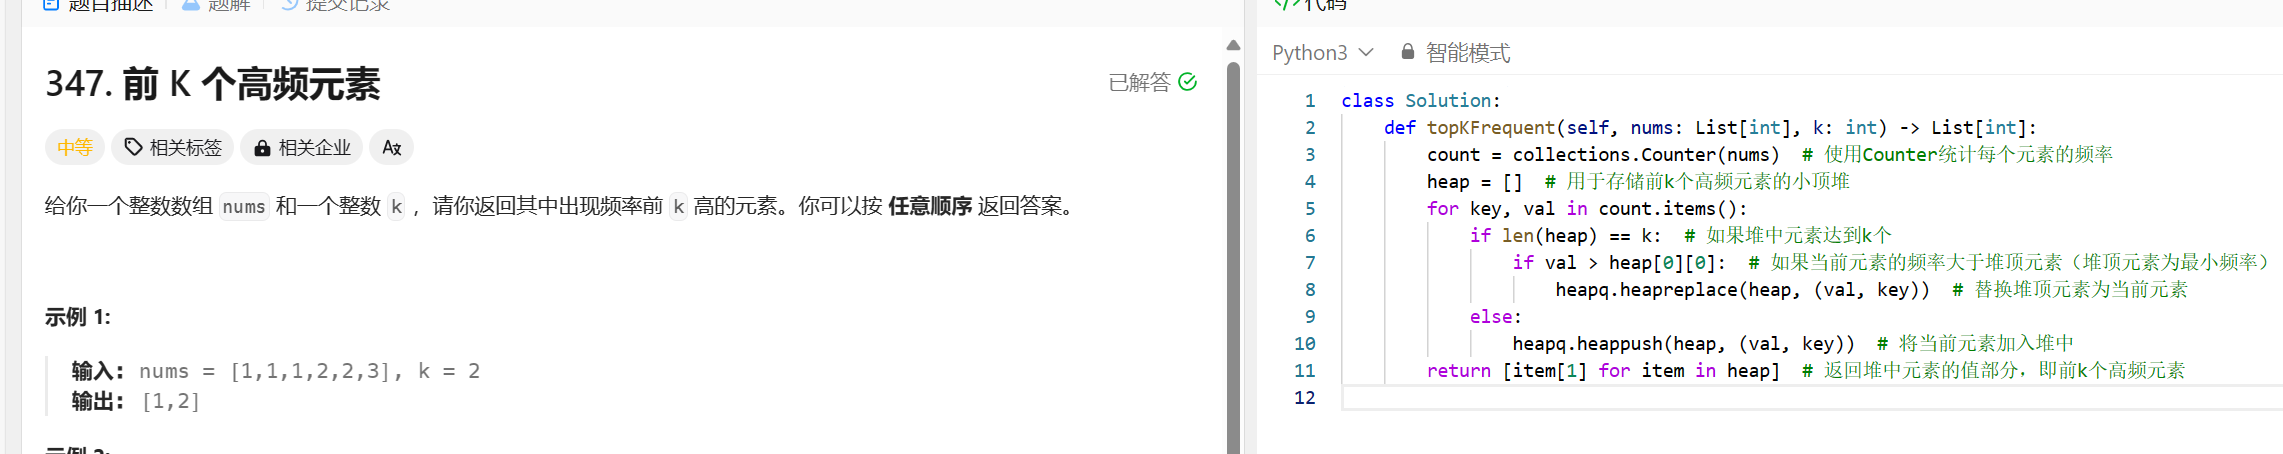 题目描述
题解
提交记录
347. 前 K 个高频元素
已解答
中等
相关标签
相关企业
给你一个整数数组 nums 和一个整数 k ，请你返回其中出现频率前 k 高的元素。你可以按 任意顺序 返回答案。
示例 1:
输入: nums = [1,1,1,2,2,3], k = 2
输出: [1,2]
示例 2:
代码
Python3
智能模式
1 class Solution:
2 def topKFrequent(self, nums: List[int], k: int) -> List[int]:
3 count = collections.Counter(nums)  # 使用Counter统计每个元素的频率
4 heap = []  # 用于存储前k个高频元素的小顶堆
5 for key, val in count.items():
6 if len(heap) == k:  # 如果堆中元素达到k个
7 if val > heap[0][0]:  # 如果当前元素的频率大于堆顶元素（堆顶元素为最小频率）
8 heapq.heapreplace(heap, (val, key))  # 替换堆顶元素为当前元素
9 else:
10 heapq.heappush(heap, (val, key))  # 将当前元素加入堆中
11 return [item[1] for item in heap]  # 返回堆中元素的值部分，即前k个高频元素
12